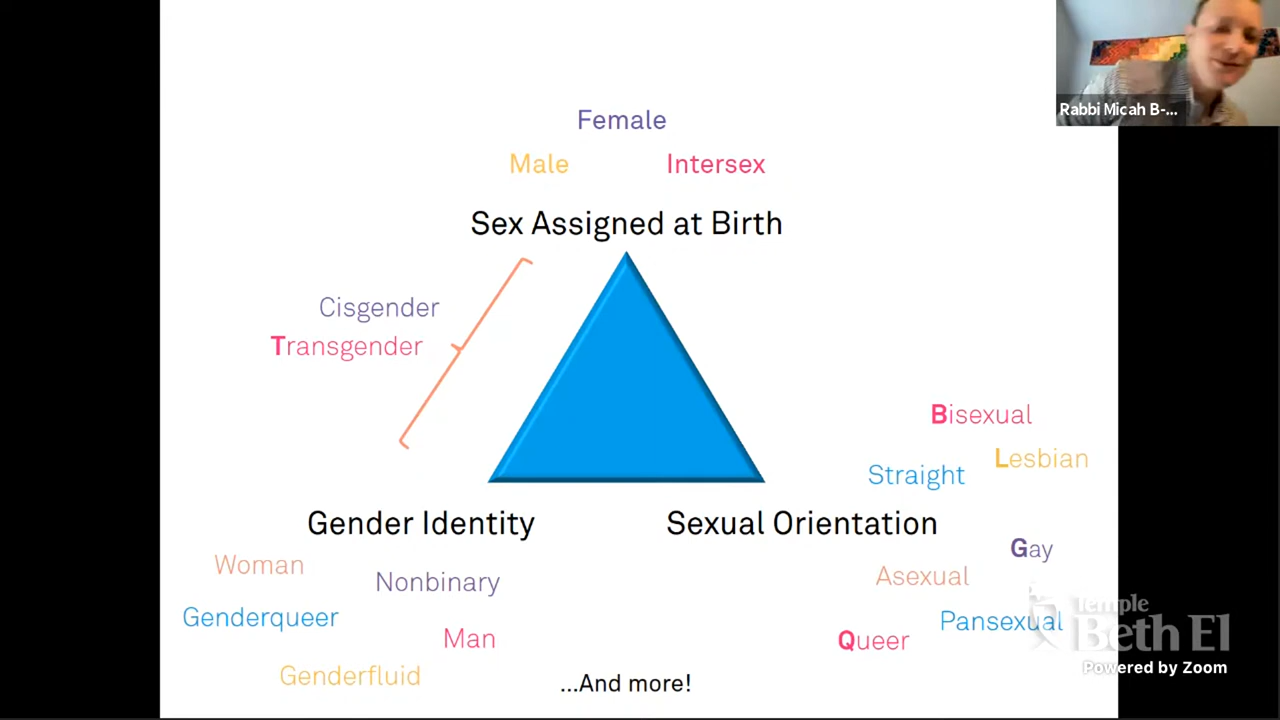 Rabbi Micah B-...
Female
Male
Intersex
Sex Assigned at Birth
Cisgender
Transgender
Bisexual
Lesbian
Straight
Gender Identity
Sexual Orientation
Woman
Nonbinary
Genderqueer
Man
Genderfluid
Gay
Asexual
Pansexual
Queer
...And more!
Temple
Beth El
Powered by Zoom